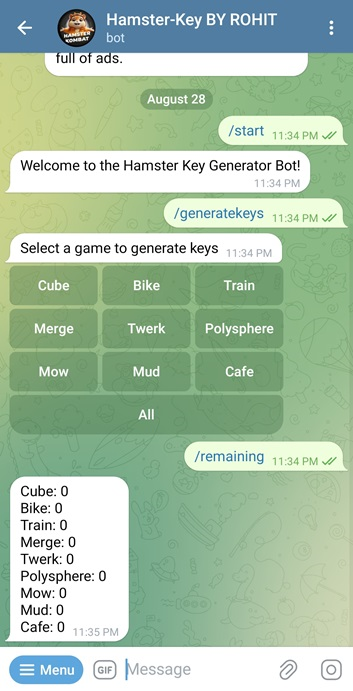 Hamster-Key BY ROHIT
bot
HAMSTER
KOMBAT
full of ads.
August 28
/start 11:34 PM
Welcome to the Hamster Key Generator Bot!
11:34 PM
/generatekeys 11:34 PM
Select a game to generate keys 11:34 PM
Cube Bike Train
Merge Twerk Polysphere
Mow Mud Cafe
All
/remaining 11:34 PM
Cube: 0
Bike: 0
Train: 0
Merge: 0
Twerk: 0
Polysphere: 0
Mow: 0
Mud: 0
Cafe: 0 11:35 PM
Menu GIF Message